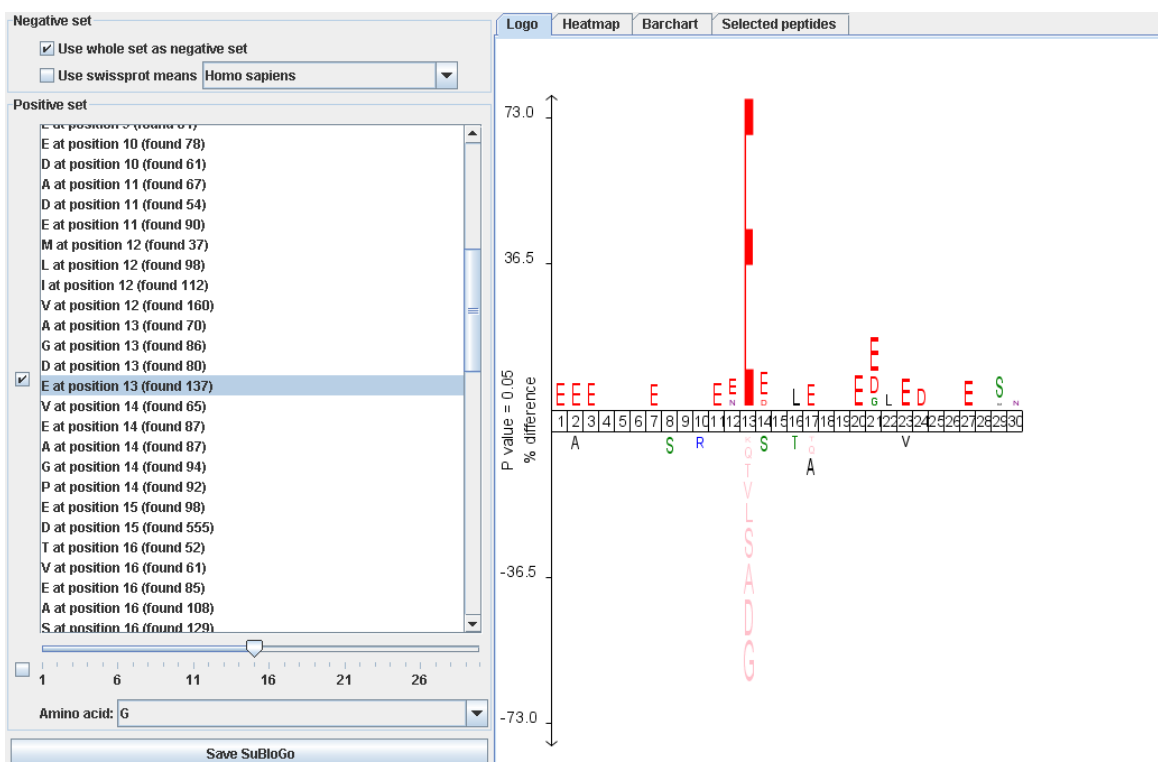 Negative set
Use whole set as negative set
Use swissprot means Homo sapiens
Positive set
E at position 10 (found 78)
D at position 10 (found 61)
A at position 11 (found 67)
D at position 11 (found 54)
E at position 11 (found 90)
M at position 12 (found 37)
L at position 12 (found 98)
I at position 12 (found 112)
V at position 12 (found 160)
A at position 13 (found 70)
G at position 13 (found 86)
D at position 13 (found 80)
E at position 13 (found 137)
V at position 14 (found 65)
E at position 14 (found 87)
A at position 14 (found 87)
G at position 14 (found 94)
P at position 14 (found 92)
E at position 15 (found 98)
D at position 15 (found 555)
T at position 16 (found 52)
V at position 16 (found 61)
E at position 16 (found 85)
A at position 16 (found 108)
S at position 16 (found 129)
1 6 11 16 21 26
Amino acid: G
Save SuBloGo
Logo Heatmap Barchart Selected peptides
73.0
36.5
P value = 0.05
% difference
E
E
E D
G
E E E E E E N E D L E E L E D E S N
1 2 3 4 5 6 7 8 9 10 11 12 13 14 15 16 17 18 19 20 21 22 23 24 25 26 27 28 29 30
A S R S T A V
K
Q
T
V
L
S
A
D
G
-36.5
-73.0